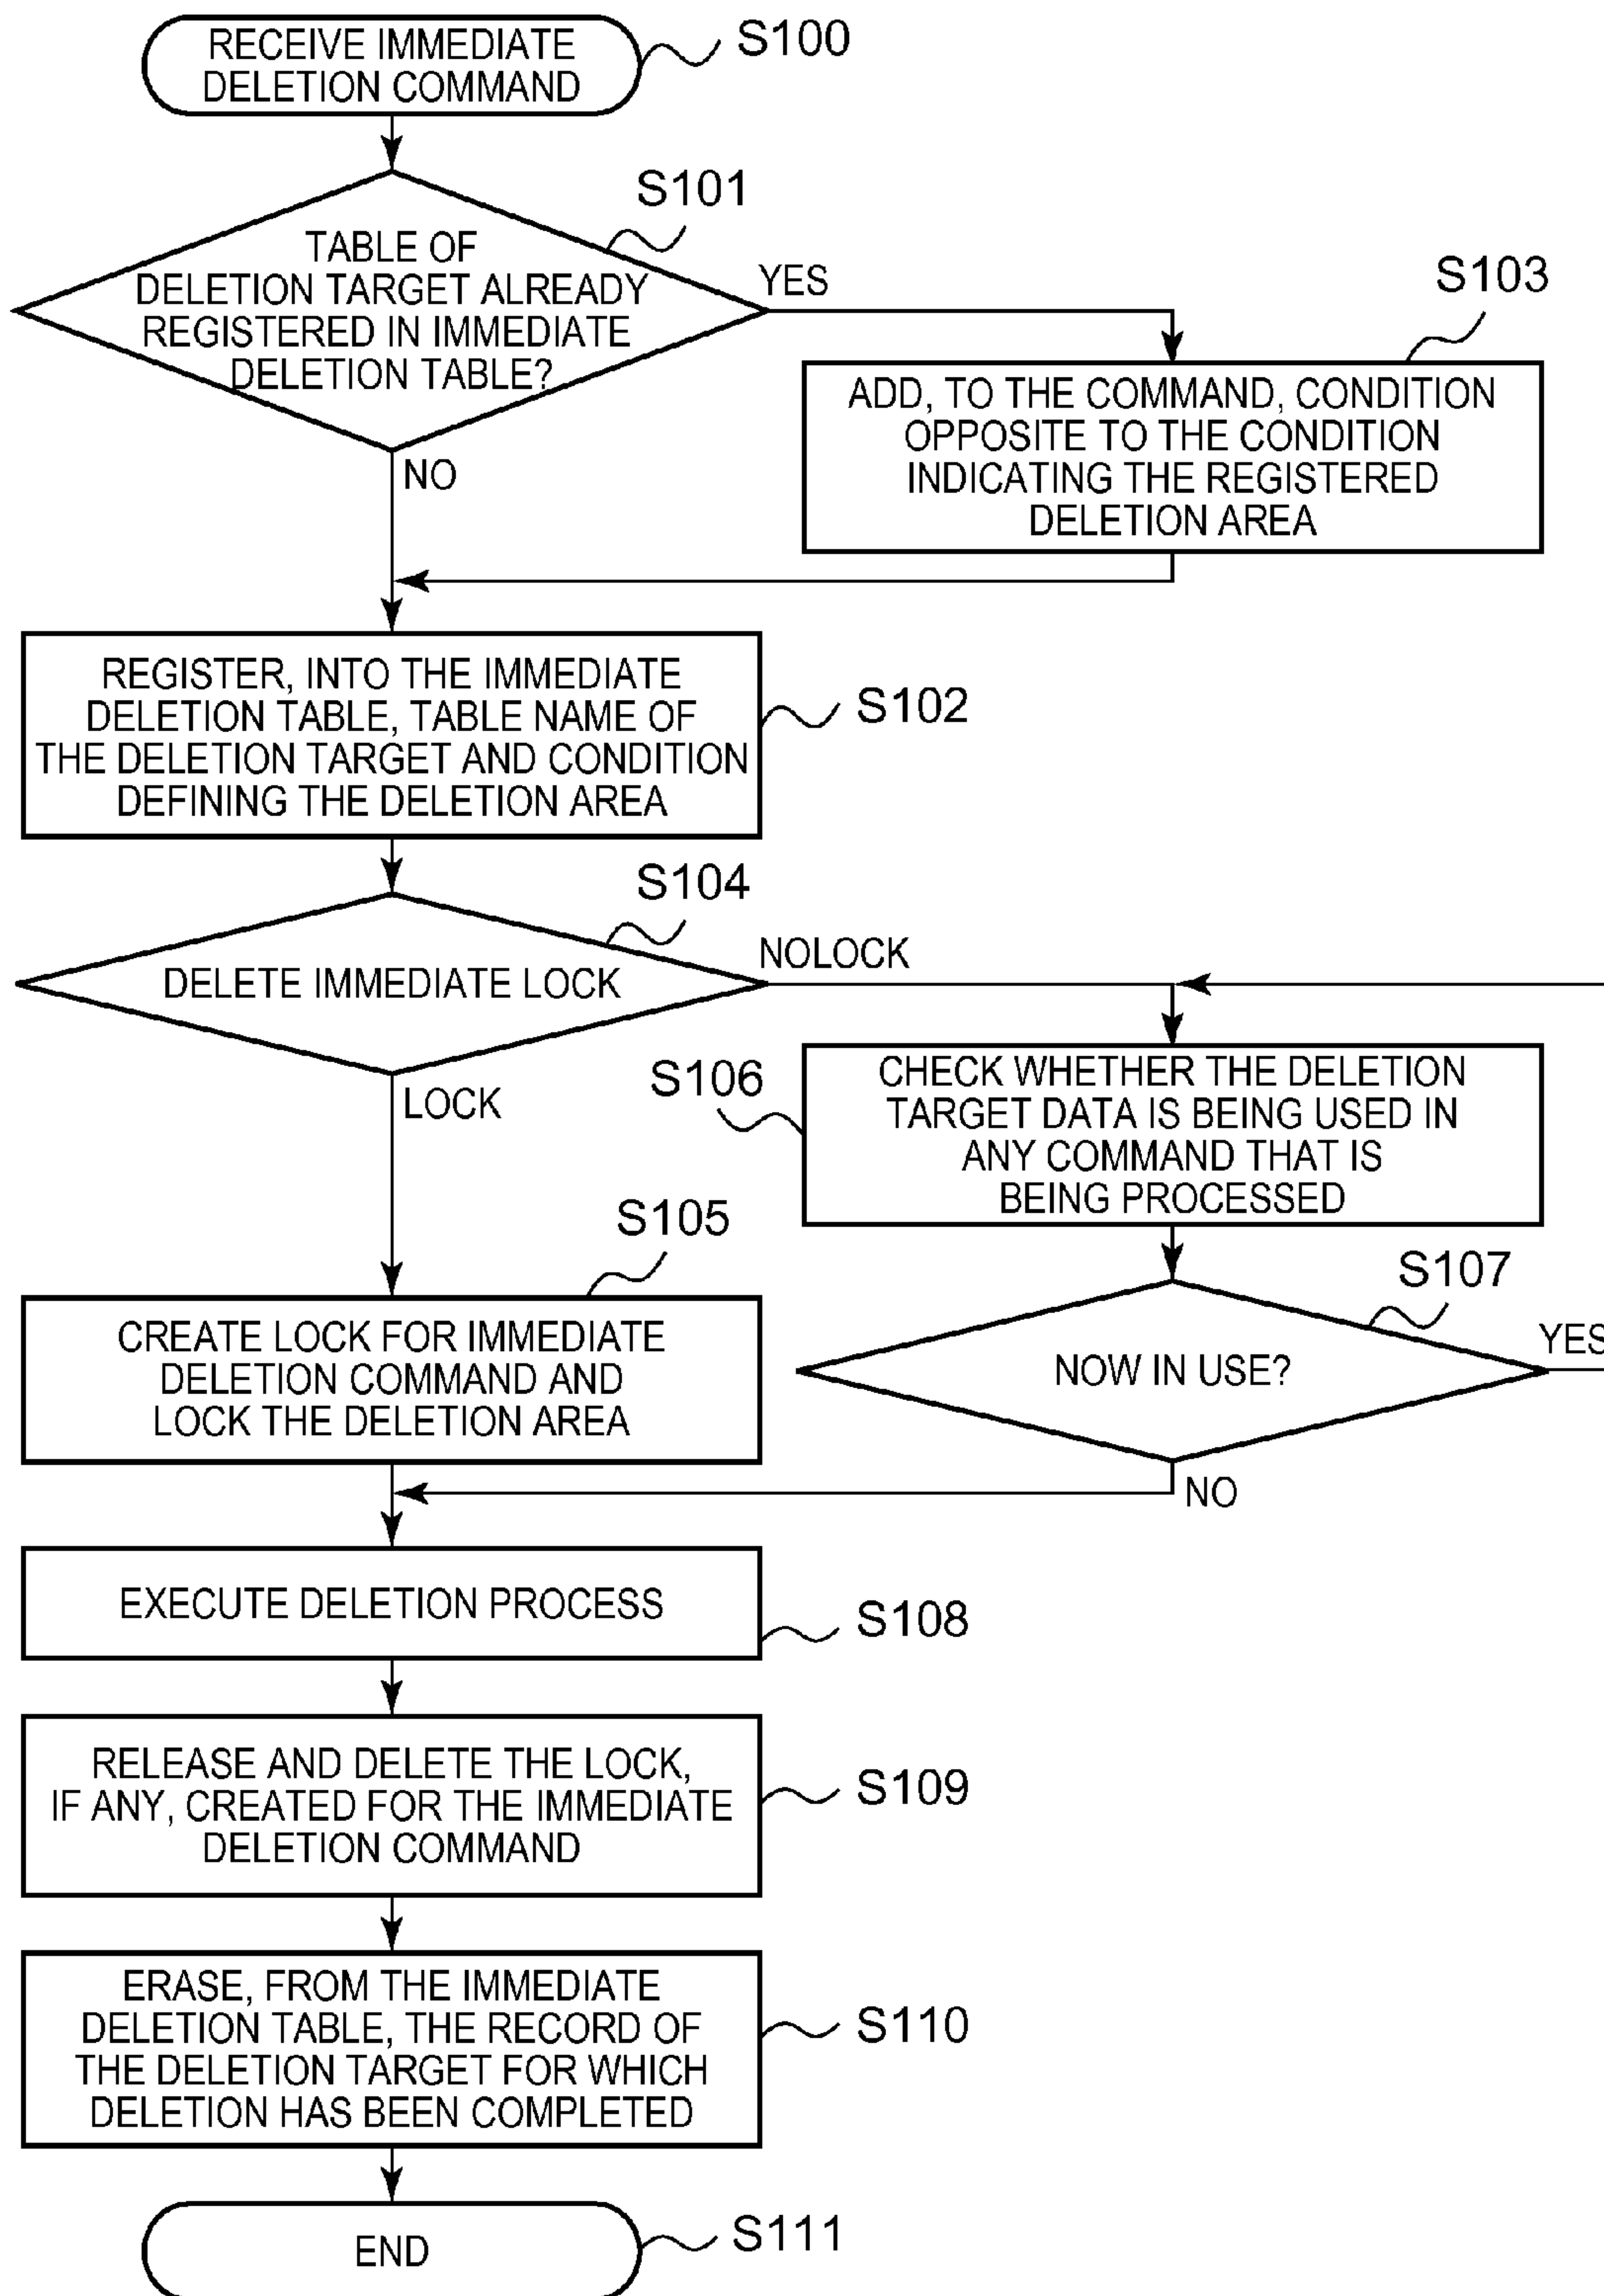 RECEIVE IMMEDIATE
DELETION COMMAND
S100
S101
TABLE OF
DELETION TARGET ALREADY
REGISTERED IN IMMEDIATE
DELETION TABLE?
YES
NO
S103
ADD, TO THE COMMAND, CONDITION
OPPOSITE TO THE CONDITION
INDICATING THE REGISTERED
DELETION AREA
REGISTER, INTO THE IMMEDIATE
DELETION TABLE, TABLE NAME OF
THE DELETION TARGET AND CONDITION
DEFINING THE DELETION AREA
S102
S104
DELETE IMMEDIATE LOCK
NOLOCK
LOCK
S106
CHECK WHETHER THE DELETION
TARGET DATA IS BEING USED IN
ANY COMMAND THAT IS
BEING PROCESSED
S105
CREATE LOCK FOR IMMEDIATE
DELETION COMMAND AND
LOCK THE DELETION AREA
S107
NOW IN USE?
YES
NO
EXECUTE DELETION PROCESS
S108
RELEASE AND DELETE THE LOCK,
IF ANY, CREATED FOR THE IMMEDIATE
DELETION COMMAND
S109
ERASE, FROM THE IMMEDIATE
DELETION TABLE, THE RECORD OF
THE DELETION TARGET FOR WHICH
DELETION HAS BEEN COMPLETED
S110
END
S111